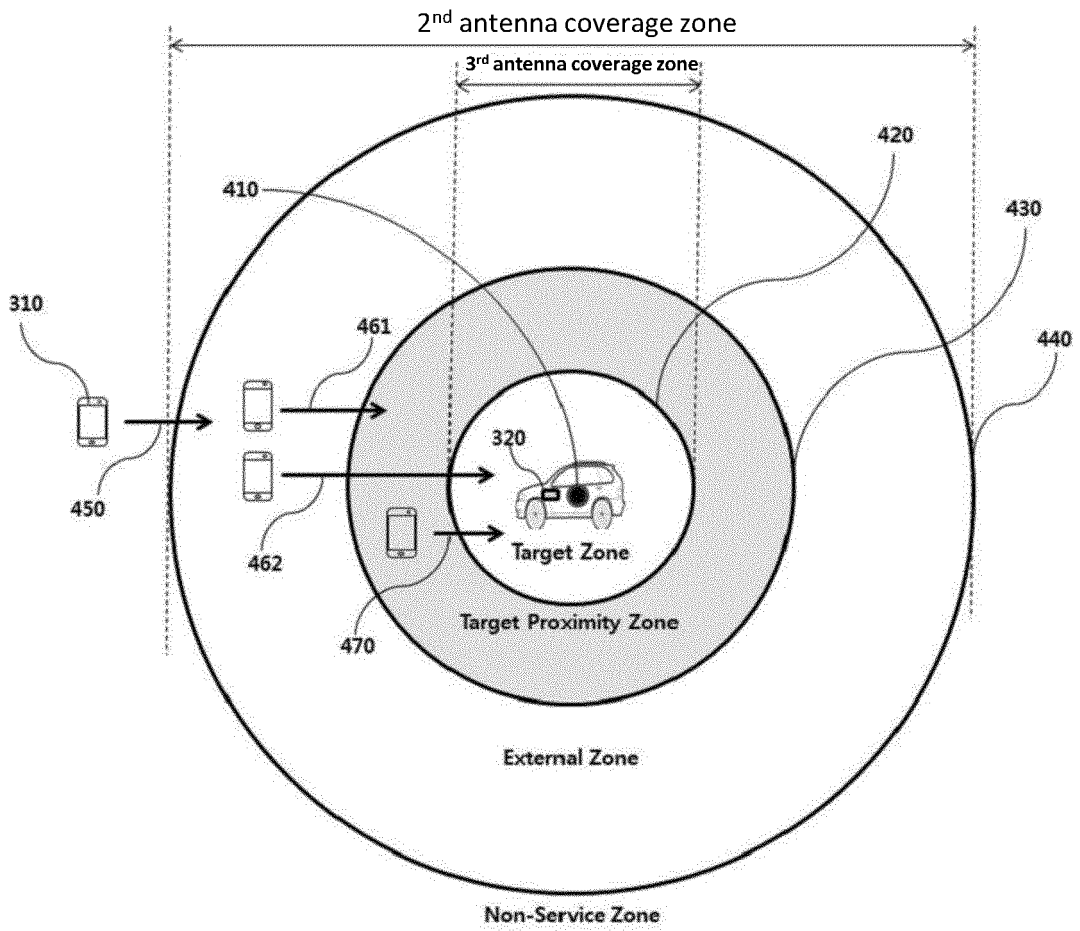 2nd antenna coverage zone
3rd antenna coverage zone
420
410
430
310
461
440
320
450
Target Zone
462
Target Proximity Zone
470
External Zone
Non-Service Zone